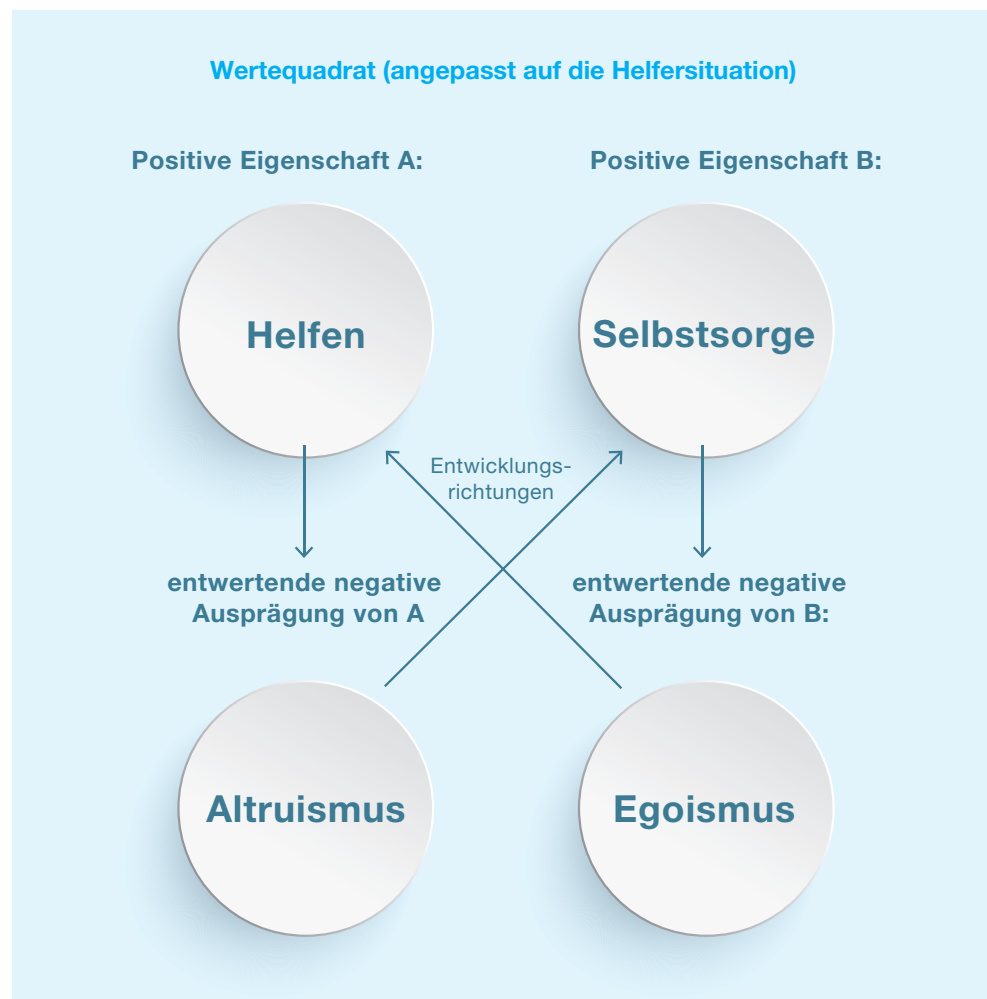 Wertequadrat (angepasst auf die Helfersituation)
Positive Eigenschaft A:
Positive Eigenschaft B:
Helfen
Selbstsorge
Entwicklungs-
richtungen
entwertende negative
Ausprägung von A
entwertende negative
Ausprägung von B:
Altruismus
Egoismus